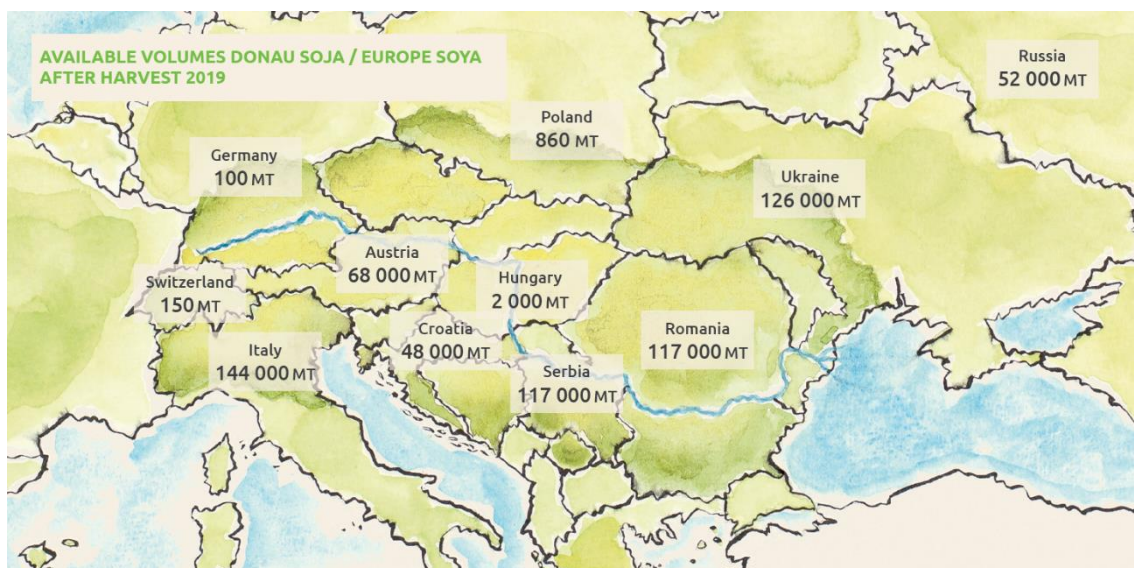 AVAILABLE VOLUMES DONAU SOJA / EUROPE SOYA
AFTER HARVEST 2019
Russia
52 000 MT
Poland
860 MT
Germany
100 MT
Ukraine
126 000 MT
Austria
68 000 MT
Switzerland
150 MT
Hungary
2 000 MT
Croatia
48 000 MT
Romania
117 000 MT
Italy
144 000 MT
Serbia
117 000 MT